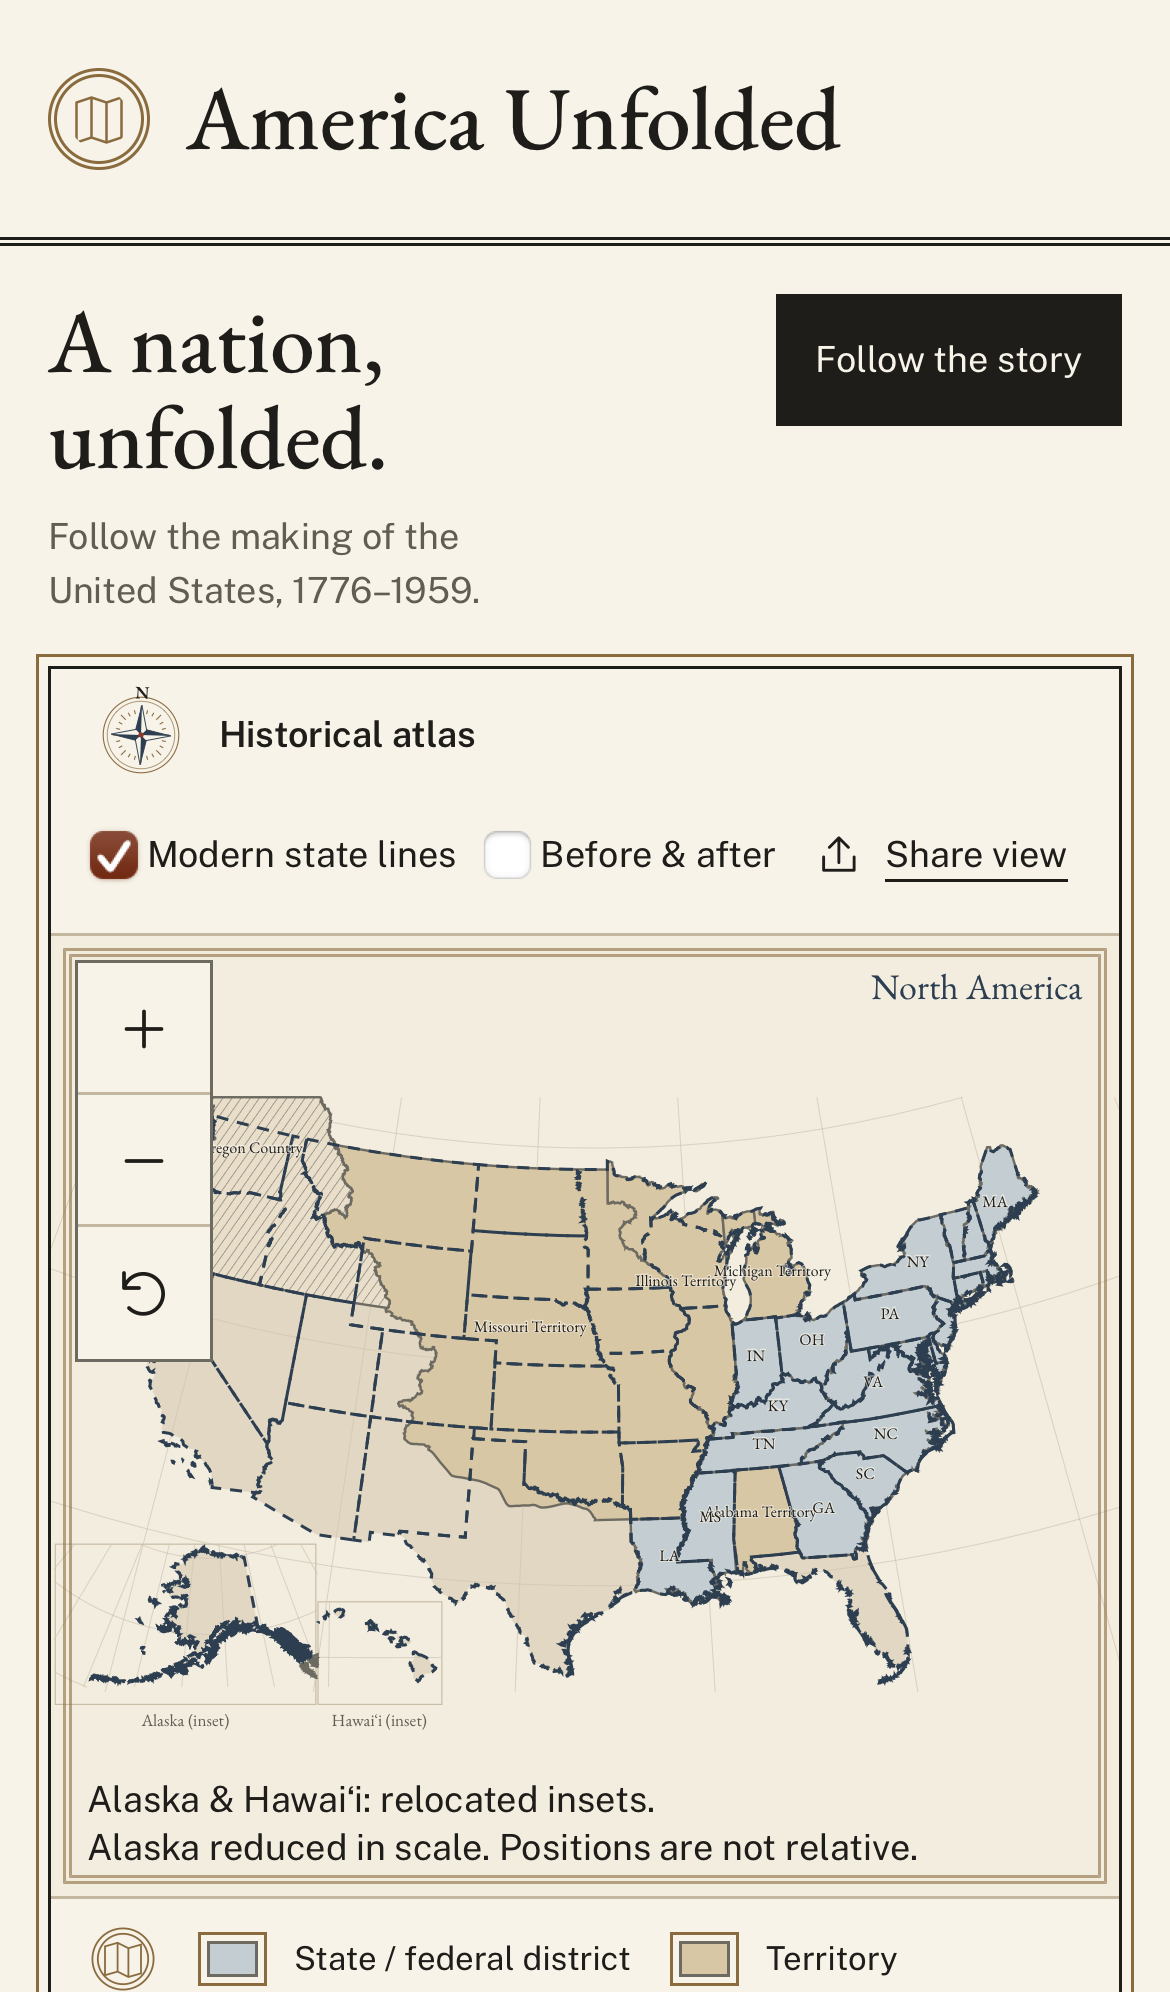 America Unfolded
A nation,
unfolded.
Follow the story
Follow the making of the
United States, 1776–1959.
N
Historical atlas
Modern state lines
Before & after
Share view
North America
+
−
regon Country
MA
NY
Michigan Territory
Illinois Territory
PA
Missouri Territory
OH
IN
VA
KY
NC
TN
SC
GA
Alabama Territory
MS
LA
Alaska (inset)
Hawaiʻi (inset)
Alaska & Hawaiʻi: relocated insets.
Alaska reduced in scale. Positions are not relative.
State / federal district
Territory